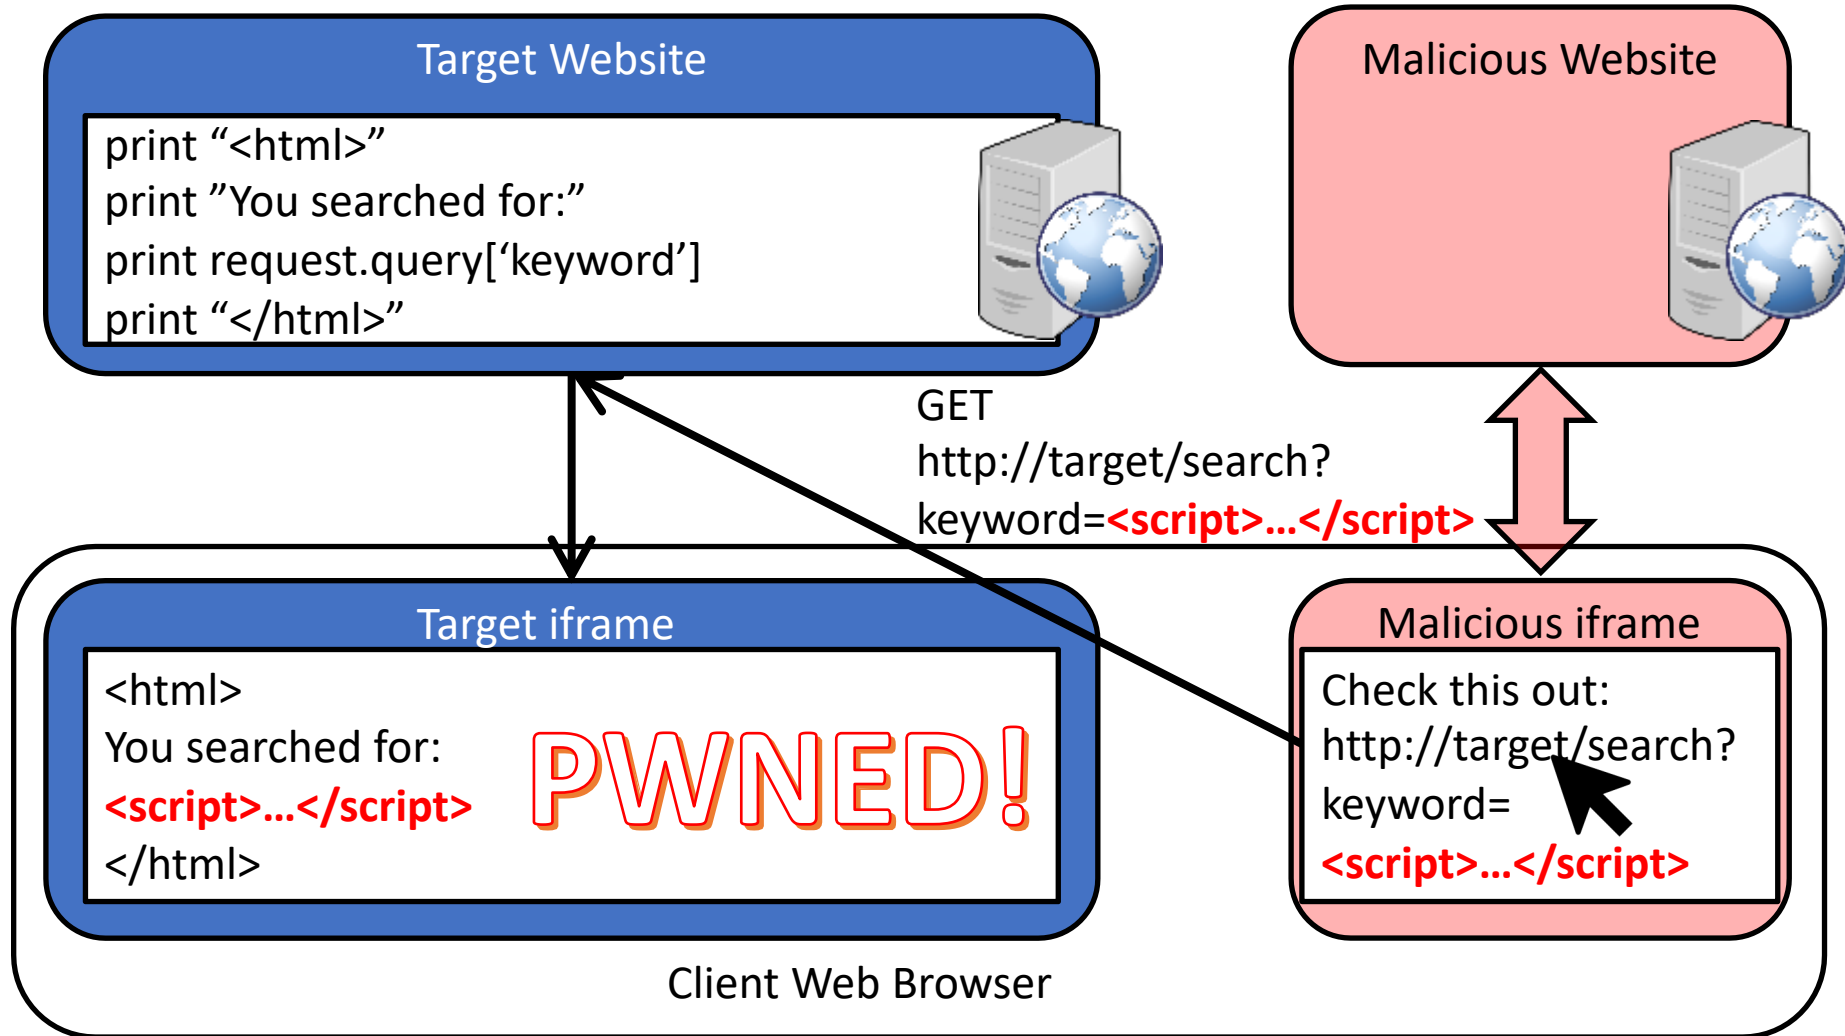 Target Website
print “<html>”
print ”You searched for:”
print request.query[‘keyword’]
print “</html>”
Malicious Website
GET
http://target/search?
keyword=<script>…</script>
Target iframe
<html>
You searched for:
<script>…</script>
</html>
PWNED!
Malicious iframe
Check this out:
http://target/search?
keyword=
<script>…</script>
Client Web Browser